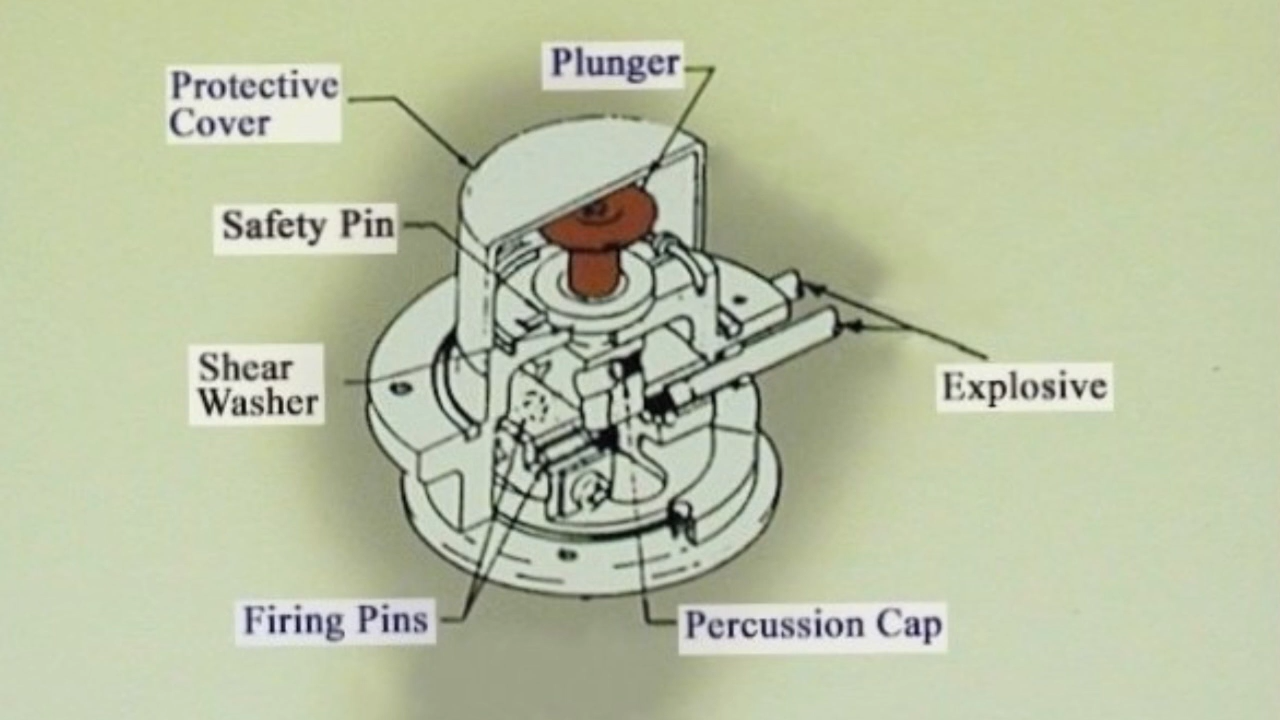 Plunger
Protective
Cover
Safety Pin
Shear
Washer
Explosive
Firing Pins
Percussion Cap